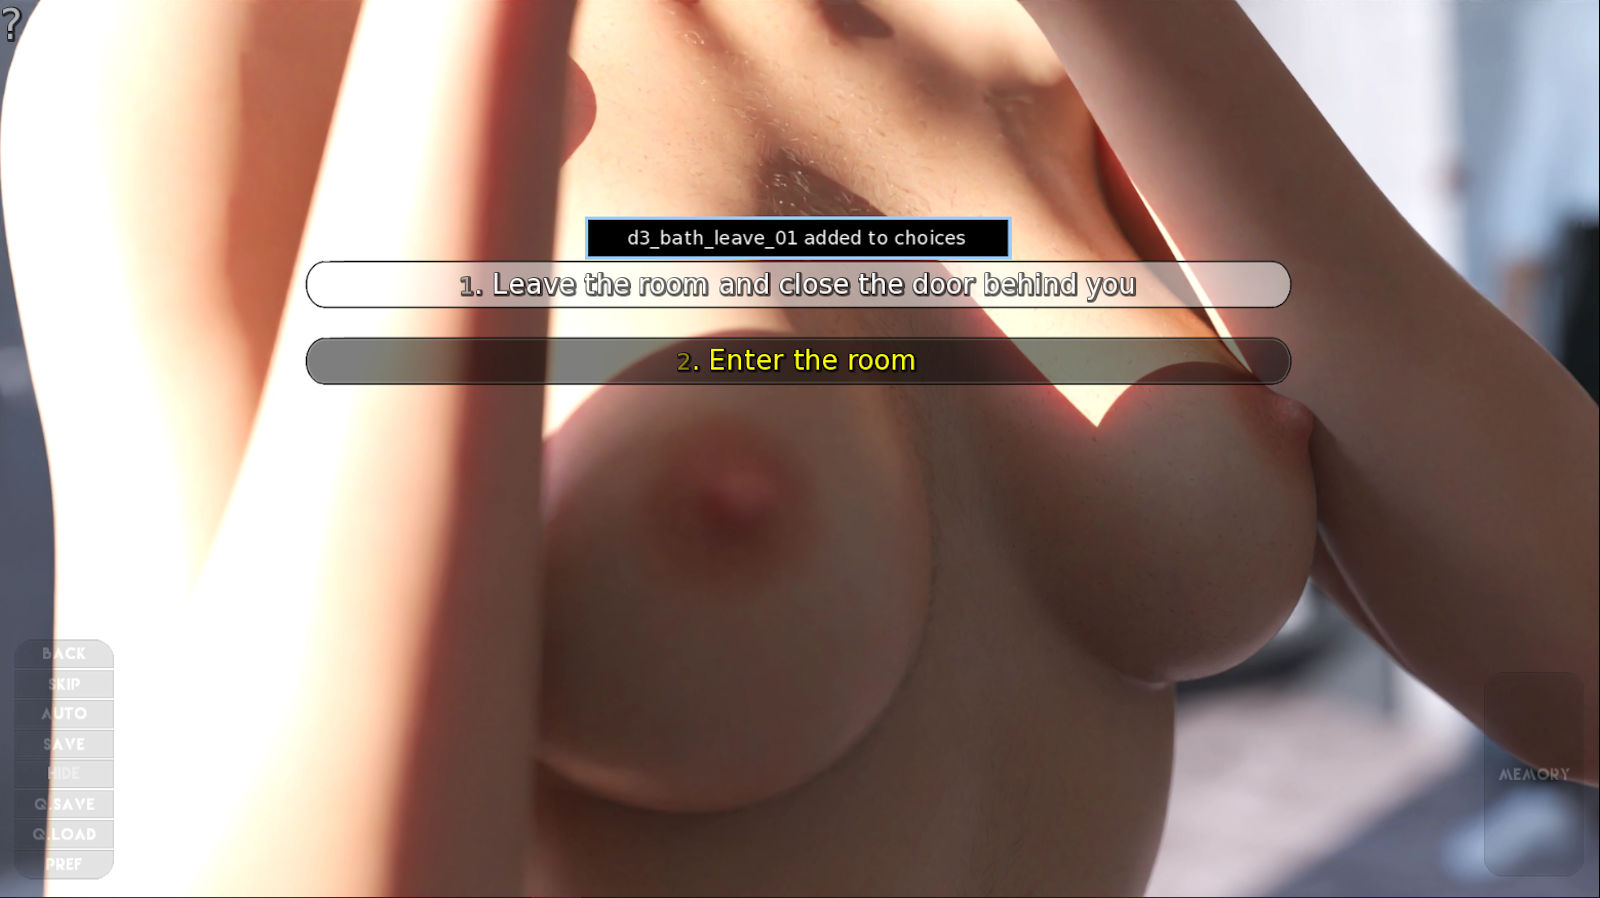 ?
d3_bath_leave_01 added to choices
1. Leave the room and close the door behind you
2. Enter the room
BACK
SKIP
AUTO
SAVE
HIDE
Q.SAVE
Q.LOAD
PREF
MEMORY